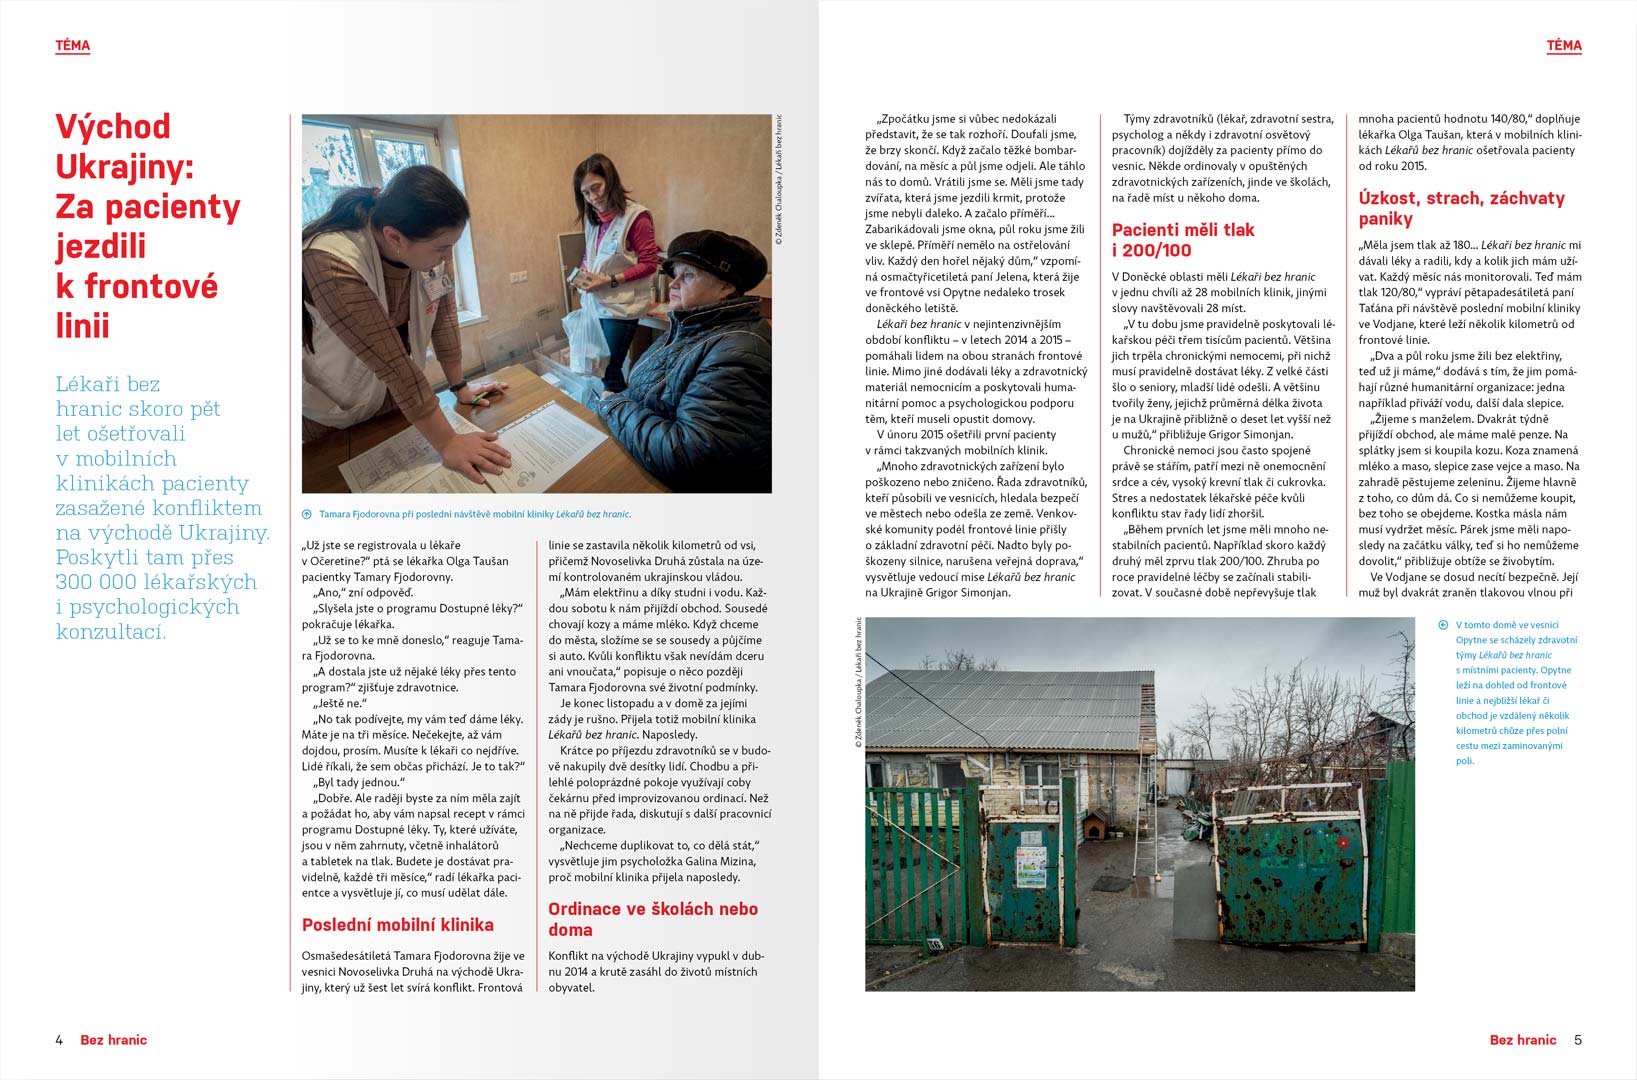 TÉMA
Východ
Ukrajiny:
Za pacienty
jezdili
k frontové
linii
Lékaři bez
hranic skoro pět
let ošetřovali
v mobilních
klinikách pacienty
zasažené konfliktem
na východě Ukrajiny.
Poskytli tam přes
300 000 lékařských
i psychologických
konzultací.
© Zdeněk Chaloupka / Lékaři bez hranic
Tamara Fjodorovna při poslední návštěvě mobilní kliniky Lékařů bez hranic.
„Už jste se registrovala u lékaře
v Očeretine?“ ptá se lékařka Olga Taušan
pacientky Tamary Fjodorovny.
„Ano,“ zní odpověď.
„Slyšela jste o programu Dostupné léky?“
pokračuje lékařka.
„Už se to ke mně doneslo,“ reaguje Tama-
ra Fjodorovna.
„A dostala jste už nějaké léky přes tento
program?“ zjišťuje zdravotnice.
„Ještě ne.“
„No tak podívejte, my vám teď dáme léky.
Máte je na tři měsíce. Nečekejte, až vám
dojdou, prosím. Musíte k lékaři co nejdříve.
Lidé říkali, že sem občas přichází. Je to tak?“
„Byl tady jednou.“
„Dobře. Ale raději byste za ním měla zajít
a požádat ho, aby vám napsal recept v rámci
programu Dostupné léky. Ty, které užíváte,
jsou v něm zahrnuty, včetně inhalátorů
a tabletek na tlak. Budete je dostávat pra-
videlně, každé tři měsíce,“ radí lékařka paci-
entce a vysvětluje jí, co musí udělat dále.
Poslední mobilní klinika
Osmašedesátiletá Tamara Fjodorovna žije ve
vesnici Novoselivka Druhá na východě Ukra-
jiny, který už šest let svírá konflikt. Frontová
linie se zastavila několik kilometrů od vsi,
přičemž Novoselivka Druhá zůstala na úze-
mí kontrolovaném ukrajinskou vládou.
„Mám elektřinu a díky studni i vodu. Kaž-
dou sobotu k nám přijíždí obchod. Sousedé
chovají kozy a máme mléko. Když chceme
do města, složíme se se sousedy a půjčíme
si auto. Kvůli konfliktu však nevídám dceru
ani vnoučata,“ popisuje o něco později
Tamara Fjodorovna své životní podmínky.
Je konec listopadu a v domě za jejími
zády je rušno. Přijela totiž mobilní klinika
Lékařů bez hranic. Naposledy.
Krátce po příjezdu zdravotníků se v budo-
vě nakupily dvě desítky lidí. Chodbu a při-
lehlé poloprázdné pokoje využívají coby
čekárnu před improvizovanou ordinací. Než
na ně přijde řada, diskutují s další pracovnicí
organizace.
„Nechceme duplikovat to, co dělá stát,“
vysvětluje jim psycholožka Galina Mizina,
proč mobilní klinika přijela naposledy.
Ordinace ve školách nebo
doma
Konflikt na východě Ukrajiny vypukl v dub-
nu 2014 a krutě zasáhl do životů místních
obyvatel.
4 Bez hranic
TÉMA
„Zpočátku jsme si vůbec nedokázali
představit, že se tak rozhoří. Doufali jsme,
že brzy skončí. Když začalo těžké bombar-
dování, na měsíc a půl jsme odjeli. Ale táhlo
nás to domů. Vrátili jsme se. Měli jsme tady
zvířata, která jsme jezdili krmit, protože
jsme nebyli daleko. A začalo příměří...
Zabarikádovali jsme okna, půl roku jsme žili
ve sklepě. Příměří nemělo na ostřelování
vliv. Každý den hořel nějaký dům,“ vzpomí-
ná osmačtyřicetiletá paní Jelena, která žije
ve frontové vsi Opytne nedaleko trosek
doněckého letiště.
Lékaři bez hranic v nejintenzivnějším
období konfliktu – v letech 2014 a 2015 –
pomáhali lidem na obou stranách frontové
linie. Mimo jiné dodávali léky a zdravotnický
materiál nemocnicím a poskytovali huma-
nitární pomoc a psychologickou podporu
těm, kteří museli opustit domovy.
V únoru 2015 ošetřili první pacienty
v rámci takzvaných mobilních klinik.
„Mnoho zdravotnických zařízení bylo
poškozeno nebo zničeno. Řada zdravotníků,
kteří působili ve vesnicích, hledala bezpečí
ve městech nebo odešla ze země. Venkov-
ské komunity podél frontové linie přišly
o základní zdravotní péči. Nadto byly po-
škozeny silnice, narušena veřejná doprava,“
vysvětluje vedoucí mise Lékařů bez hranic
na Ukrajině Grigor Simonjan.
Týmy zdravotníků (lékař, zdravotní sestra,
psycholog a někdy i zdravotní osvětový
pracovník) dojížděly za pacienty přímo do
vesnic. Někde ordinovaly v opuštěných
zdravotnických zařízeních, jinde ve školách,
na řadě míst u někoho doma.
Pacienti měli tlak
i 200/100
V Doněcké oblasti měli Lékaři bez hranic
v jednu chvíli až 28 mobilních klinik, jinými
slovy navštěvovali 28 míst.
„V tu dobu jsme pravidelně poskytovali lé-
kařskou péči třem tisícům pacientů. Většina
jich trpěla chronickými nemocemi, při nichž
musí pravidelně dostávat léky. Z velké části
šlo o seniory, mladší lidé odešli. A většinu
tvořily ženy, jejichž průměrná délka života
je na Ukrajině přibližně o deset let vyšší než
u mužů,“ přibližuje Grigor Simonjan.
Chronické nemoci jsou často spojené
právě se stářím, patří mezi ně onemocnění
srdce a cév, vysoký krevní tlak či cukrovka.
Stres a nedostatek lékařské péče kvůli
konfliktu stav řady lidí zhoršil.
„Během prvních let jsme měli mnoho ne-
stabilních pacientů. Například skoro každý
druhý měl zprvu tlak 200/100. Zhruba po
roce pravidelné léčby se začínali stabili-
zovat. V současné době nepřevyšuje tlak
mnoha pacientů hodnotu 140/80,“ doplňuje
lékařka Olga Taušan, která v mobilních klini-
kách Lékařů bez hranic ošetřovala pacienty
od roku 2015.
Úzkost, strach, záchvaty
paniky
„Měla jsem tlak až 180... Lékaři bez hranic mi
dávali léky a radili, kdy a kolik jich mám uží-
vat. Každý měsíc nás monitorovali. Teď mám
tlak 120/80,“ vypráví pětapadesátiletá paní
Taťána při návštěvě poslední mobilní kliniky
ve Vodjane, které leží několik kilometrů od
frontové linie.
„Dva a půl roku jsme žili bez elektřiny,
teď už ji máme,“ dodává s tím, že jim pomá-
hají různé humanitární organizace: jedna
například přiváží vodu, další dala slepice.
„Žijeme s manželem. Dvakrát týdně
přijíždí obchod, ale máme malé penze. Na
splátky jsem si koupila kozu. Koza znamená
mléko a maso, slepice zase vejce a maso. Na
zahradě pěstujeme zeleninu. Žijeme hlavně
z toho, co dům dá. Co si nemůžeme koupit,
bez toho se obejdeme. Kostka másla nám
musí vydržet měsíc. Párek jsme měli napo-
sledy na začátku války, teď si ho nemůžeme
dovolit,“ přibližuje obtíže se živobytím.
Ve Vodjane se dosud necítí bezpečně. Její
muž byl dvakrát zraněn tlakovou vlnou při
© Zdeněk Chaloupka / Lékaři bez hranic
V tomto domě ve vesnici
Opytne se scházely zdravotní
týmy Lékařů bez hranic
s místními pacienty. Opytne
leží na dohled od frontové
linie a nejbližší lékař či
obchod je vzdálený několik
kilometrů chůze přes polní
cestu mezi zaminovanými
poli.
Bez hranic 5